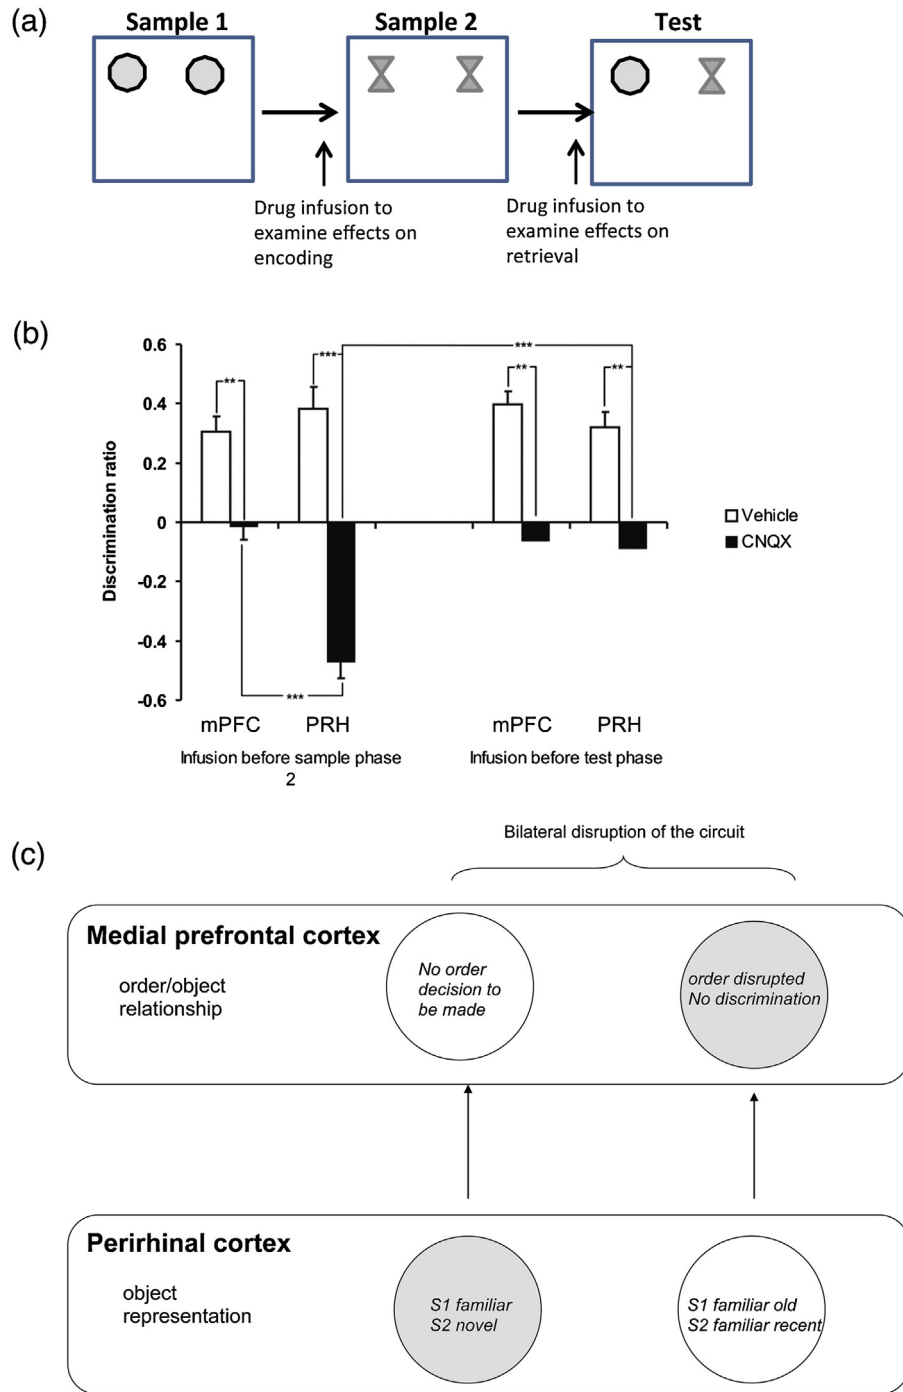 (a)
Sample 1
Sample 2
Test
Drug infusion to
examine effects on
encoding
Drug infusion to
examine effects on
retrieval
(b)
0.6
0.4
0.2
0
-0.2
-0.4
-0.6
Discrimination ratio
**
***
***
**
**
***
Vehicle
CNQX
mPFC
PRH
mPFC
PRH
Infusion before sample phase
2
Infusion before test phase
(c)
Bilateral disruption of the circuit
Medial prefrontal cortex
order/object
relationship
No order
decision to
be made
order disrupted
No discrimination
Perirhinal cortex
object
representation
S1 familiar
S2 novel
S1 familiar old
S2 familiar recent